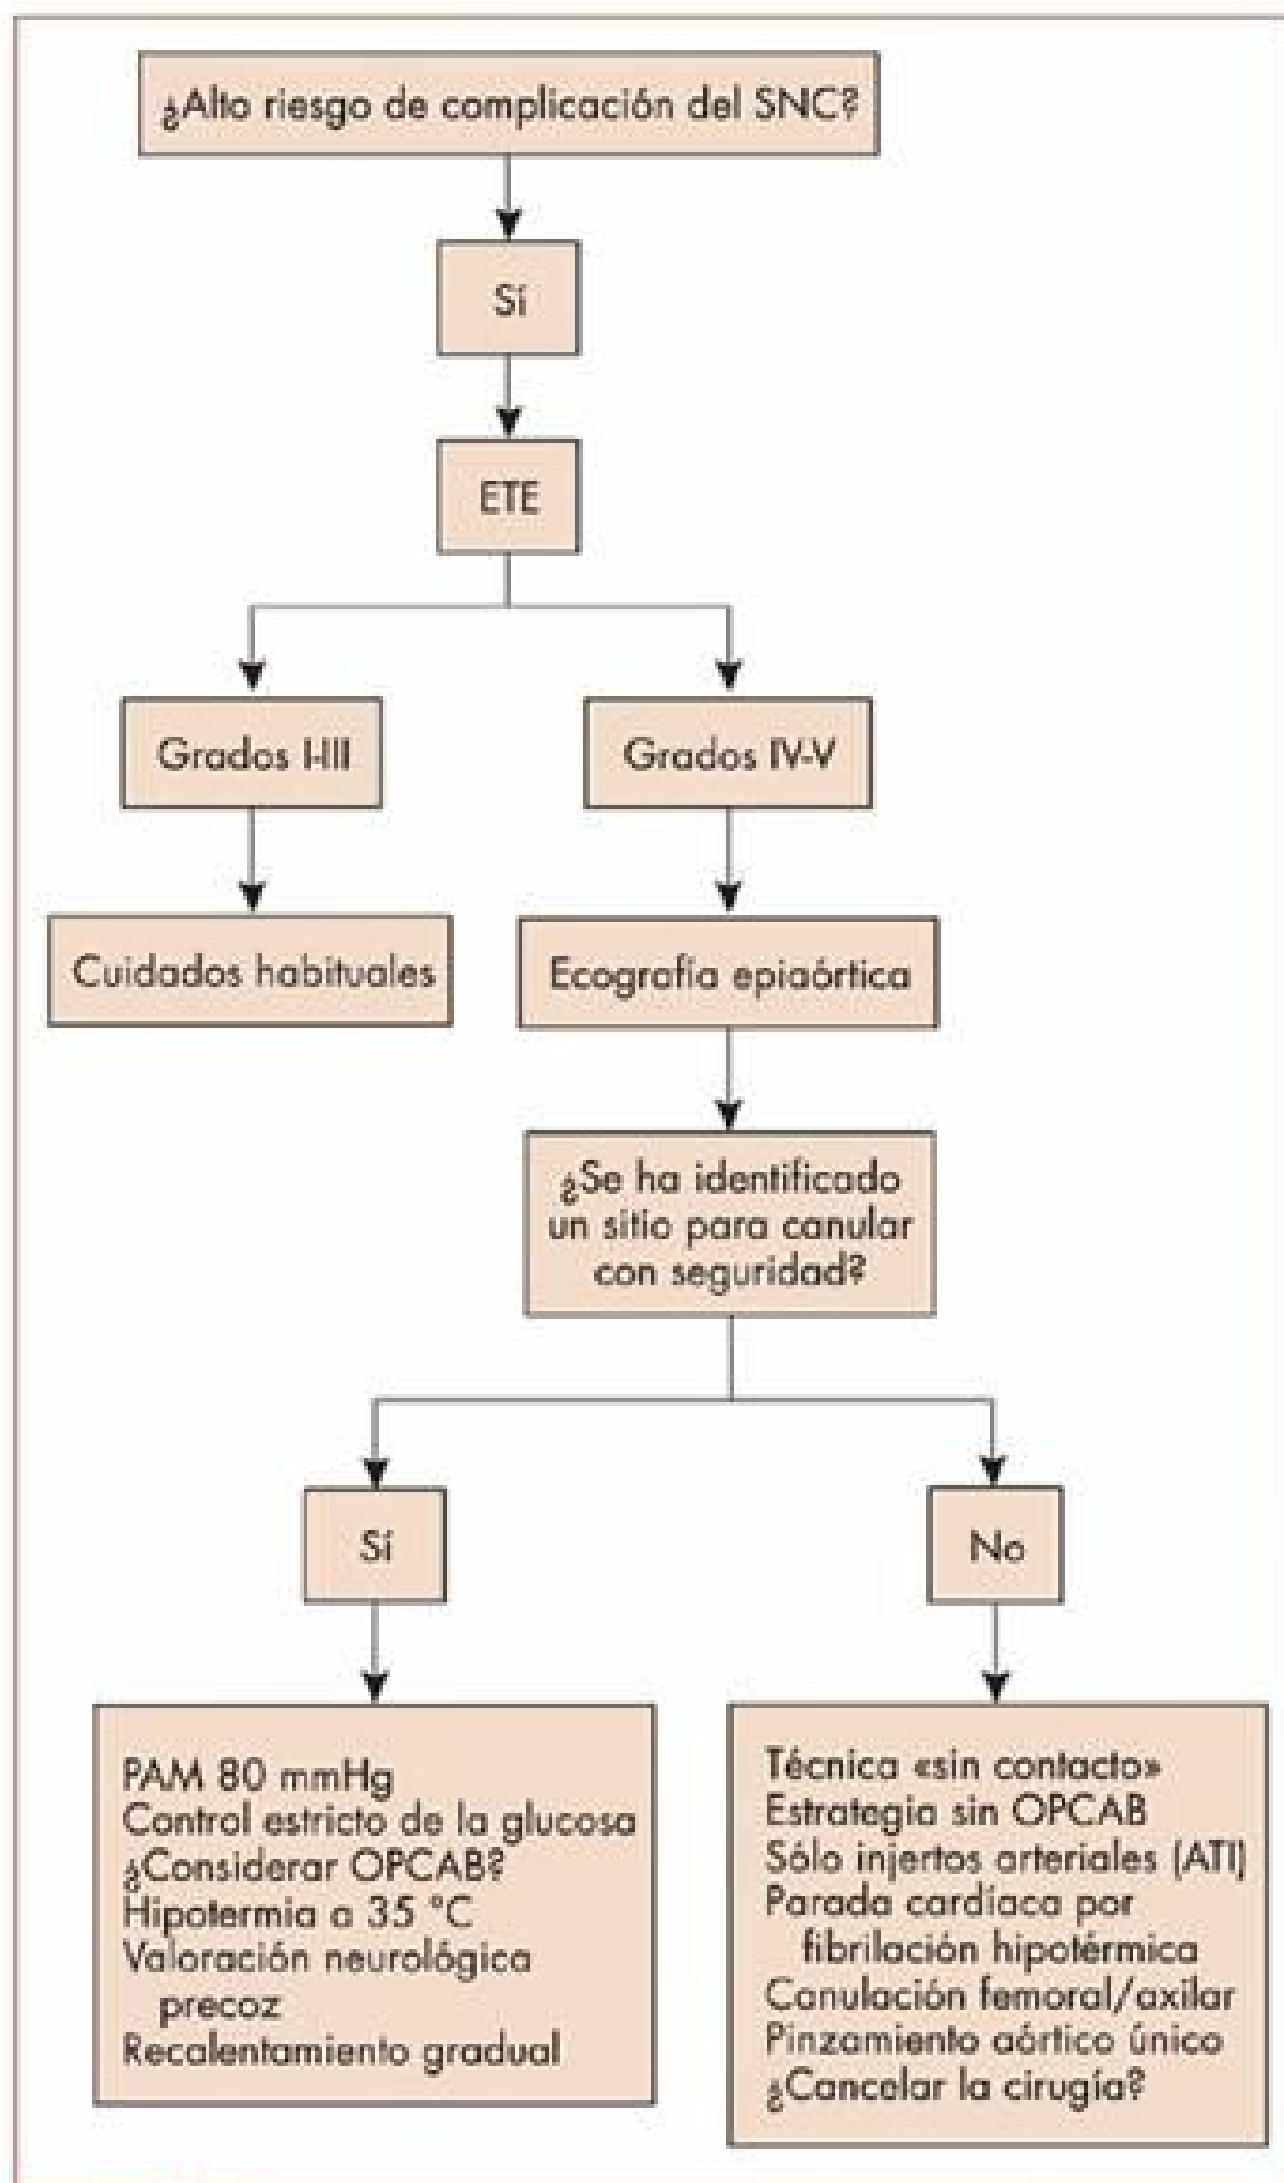 ¿Alto riesgo de complicación del SNC?
Sí
ETE
Grados I-III
Grados IV-V
Cuidados habituales
Ecografía epiaórtica
¿Se ha identificado
un sitio para canular
con seguridad?
Sí
No
PAM 80 mmHg
Control estricto de la glucosa
¿Considerar OPCAB?
Hipotermia a 35 °C
Valoración neurológica
precoz
Recalentamiento gradual
Técnica «sin contacto»
Estrategia sin OPCAB
Sólo injertos arteriales (ATI)
Parada cardíaca por
fibrilación hipotérmica
Canulación femoral/axilar
Pinzamiento aórtico único
¿Cancelar la cirugía?